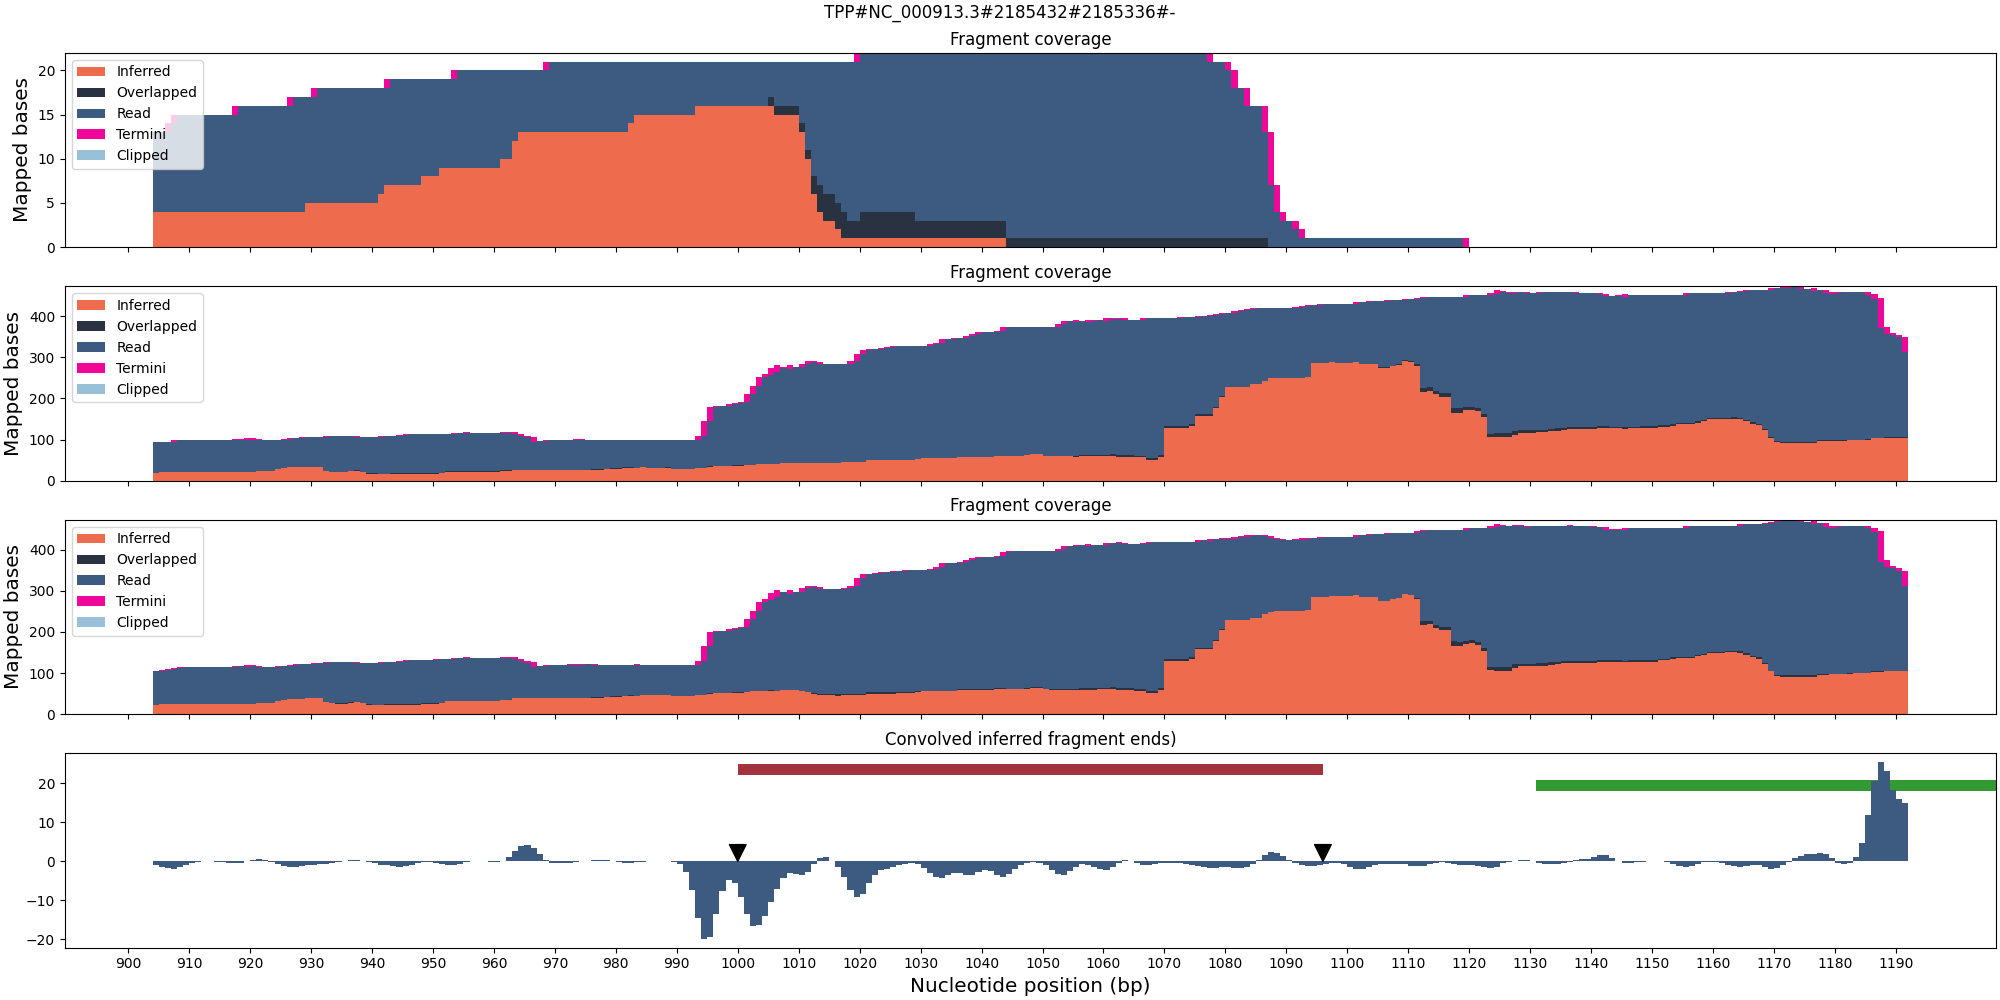 TPP#NC_000913.3#2185432#2185336#-
Fragment coverage
Mapped bases
20
15
10
5
0
Inferred
Overlapped
Read
Termini
Clipped
Fragment coverage
Mapped bases
400
300
200
100
0
Inferred
Overlapped
Read
Termini
Clipped
Fragment coverage
Mapped bases
400
300
200
100
0
Inferred
Overlapped
Read
Termini
Clipped
Convolved inferred fragment ends)
20
10
0
−10
−20
900 910 920 930 940 950 960 970 980 990 1000 1010 1020 1030 1040 1050 1060 1070 1080 1090 1100 1110 1120 1130 1140 1150 1160 1170 1180 1190
Nucleotide position (bp)